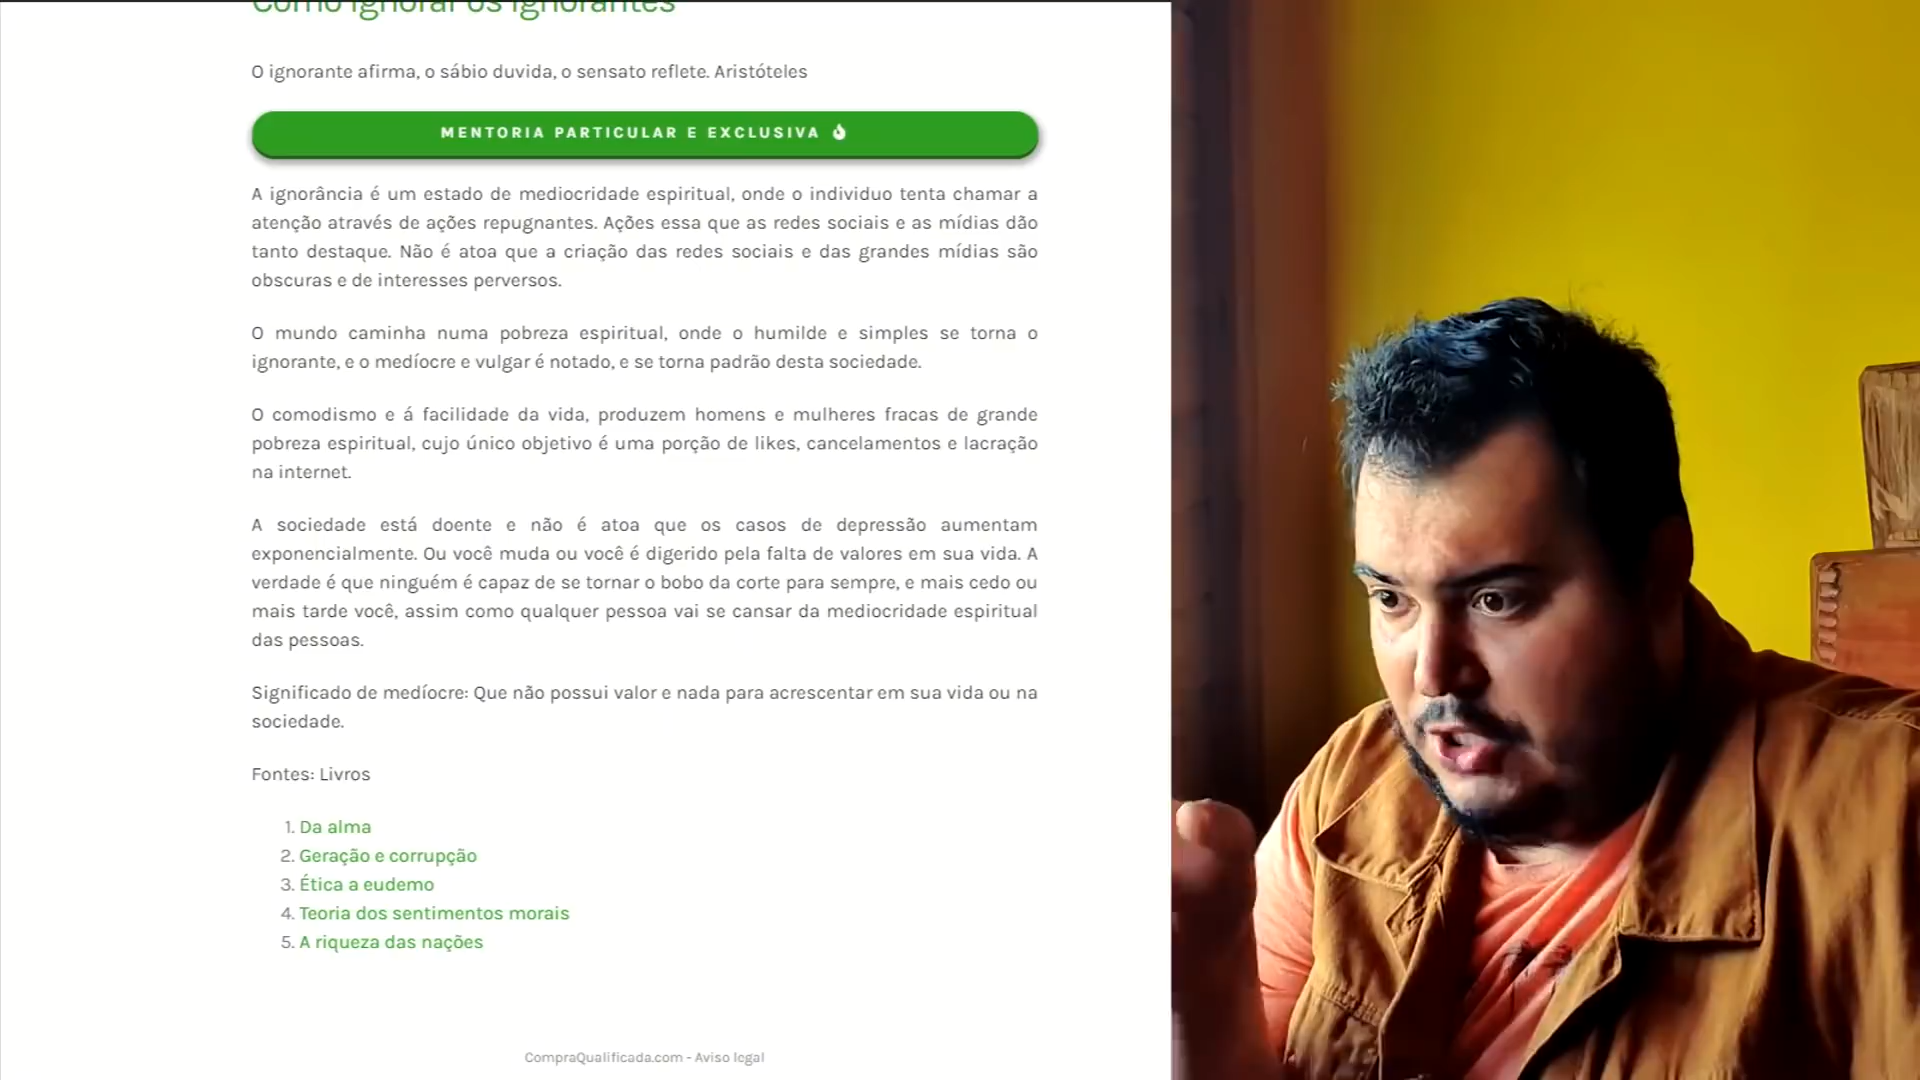 Como ignorar os ignorantes
O ignorante afirma, o sábio duvida, o sensato reflete. Aristóteles
MENTORIA PARTICULAR E EXCLUSIVA
A ignorância é um estado de mediocridade espiritual, onde o individuo tenta chamar a
atenção através de ações repugnantes. Ações essa que as redes sociais e as mídias dão
tanto destaque. Não é atoa que a criação das redes sociais e das grandes mídias são
obscuras e de interesses perversos.
O mundo caminha numa pobreza espiritual, onde o humilde e simples se torna o
ignorante, e o medíocre e vulgar é notado, e se torna padrão desta sociedade.
O comodismo e á facilidade da vida, produzem homens e mulheres fracas de grande
pobreza espiritual, cujo único objetivo é uma porção de likes, cancelamentos e lacração
na internet.
A sociedade está doente e não é atoa que os casos de depressão aumentam
exponencialmente. Ou você muda ou você é digerido pela falta de valores em sua vida. A
verdade é que ninguém é capaz de se tornar o bobo da corte para sempre, e mais cedo ou
mais tarde você, assim como qualquer pessoa vai se cansar da mediocridade espiritual
das pessoas.
Significado de medíocre: Que não possui valor e nada para acrescentar em sua vida ou na
sociedade.
Fontes: Livros
1. Da alma
2. Geração e corrupção
3. Ética a eudemo
4. Teoria dos sentimentos morais
5. A riqueza das nações
CompraQualificada.com - Aviso legal